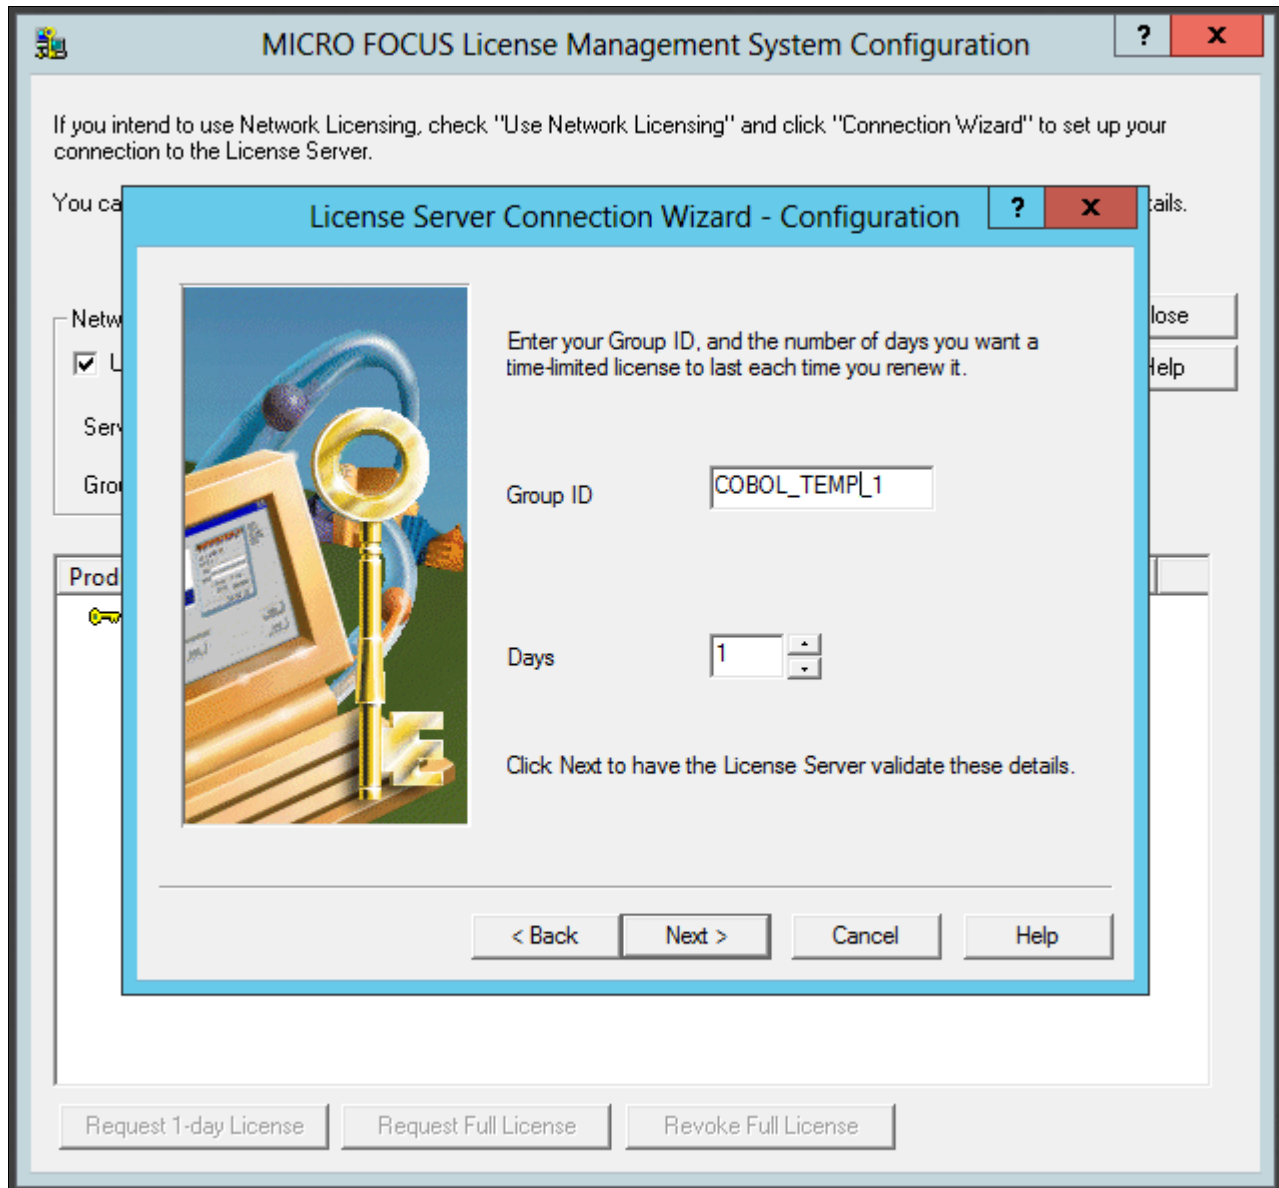 MICRO FOCUS License Management System Configuration
?
x
If you intend to use Network Licensing, check "Use Network Licensing" and click "Connection Wizard" to set up your
connection to the License Server.
You ca
tails.
License Server Connection Wizard - Configuration
?
x
Netw
lose
Help
Serv
Grou
Enter your Group ID, and the number of days you want a
time-limited license to last each time you renew it.
Group ID
COBOL_TEMP_1
Prod
Days
1
Click Next to have the License Server validate these details.
< Back
Next >
Cancel
Help
Request 1-day License
Request Full License
Revoke Full License